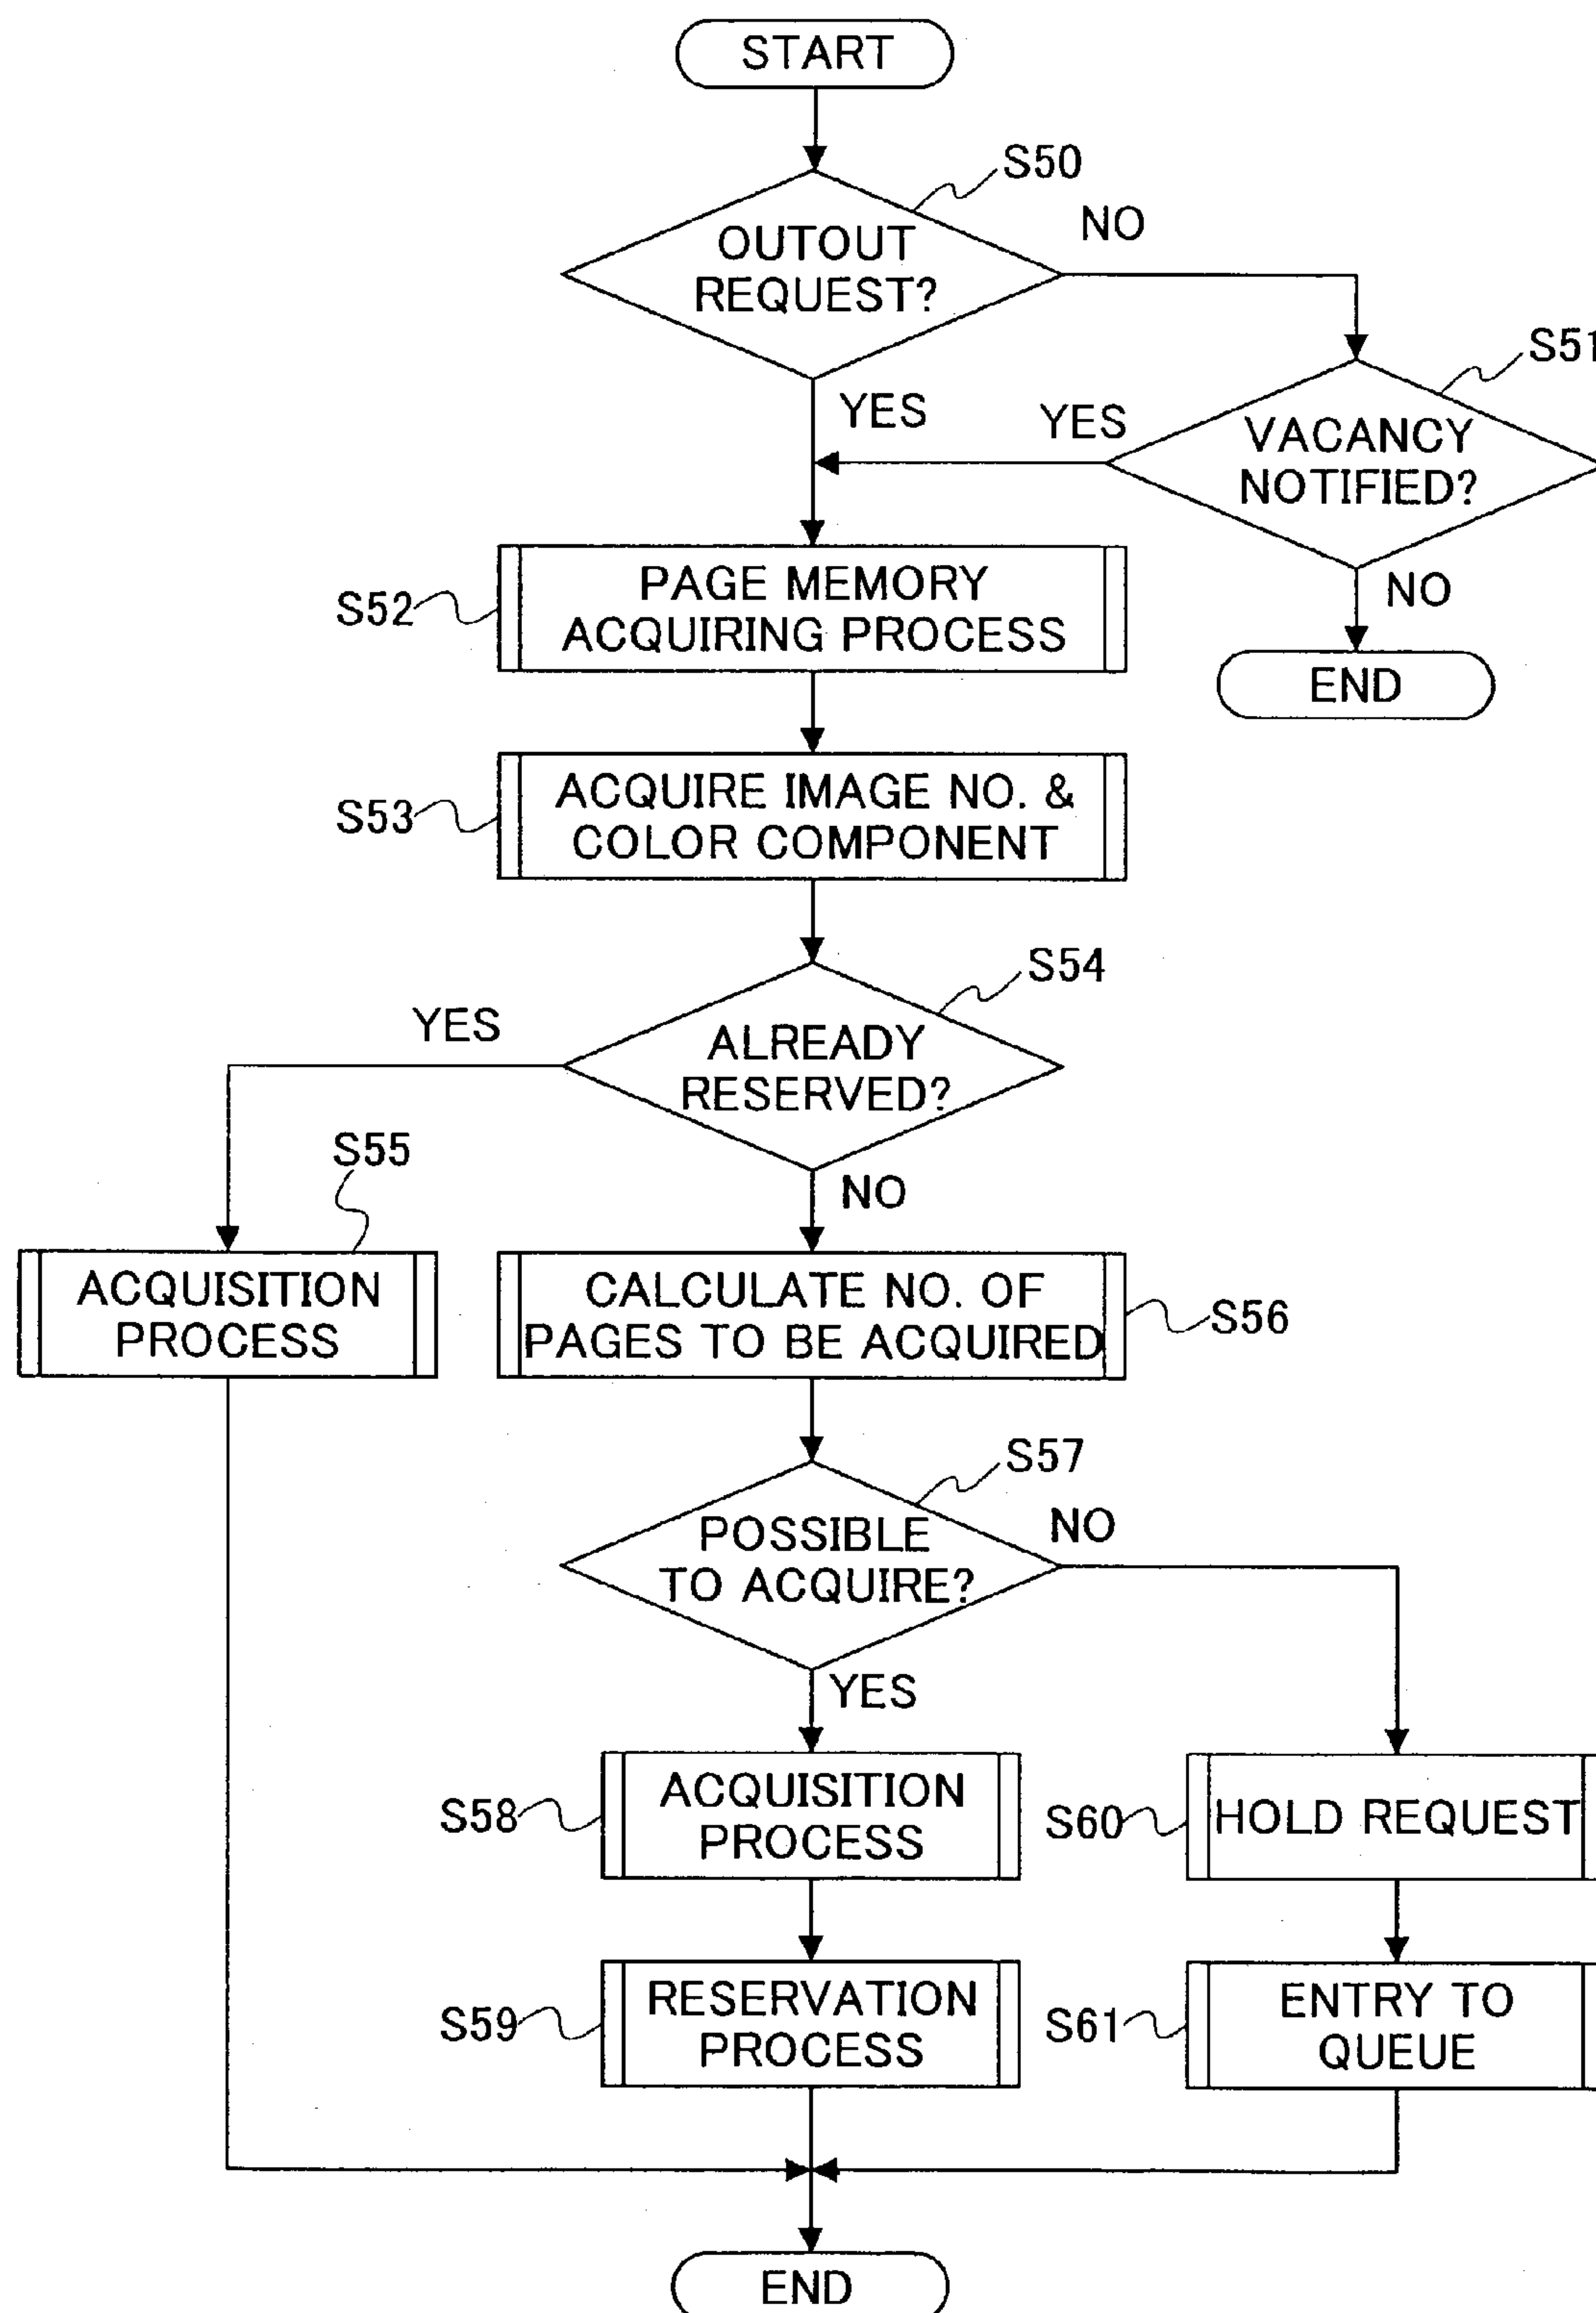 START
S50
OUTOUT
REQUEST?
NO
S51
YES
YES
VACANCY
NOTIFIED?
S52
PAGE MEMORY
ACQUIRING PROCESS
NO
END
S53
ACQUIRE IMAGE NO. &
COLOR COMPONENT
S54
YES
ALREADY
RESERVED?
S55
NO
ACQUISITION
PROCESS
CALCULATE NO. OF
PAGES TO BE ACQUIRED
S56
S57
POSSIBLE
TO ACQUIRE?
NO
YES
S58
ACQUISITION
PROCESS
S60
HOLD REQUEST
S59
RESERVATION
PROCESS
S61
ENTRY TO
QUEUE
END